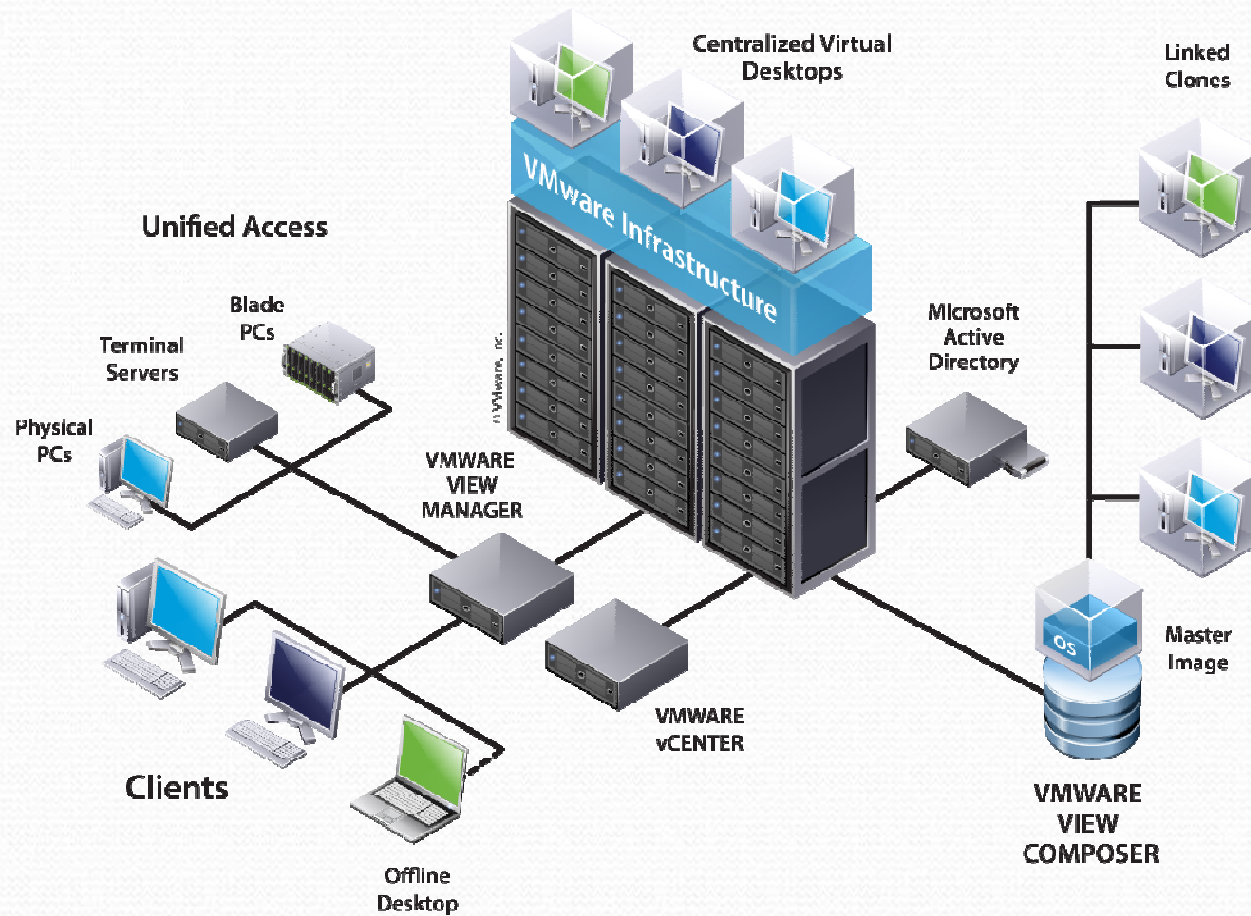 Centralized Virtual
Desktops
Linked
Clones
VMware Infrastructure
Unified Access
Blade
PCs
Terminal
Servers
Physical
PCs
Microsoft
Active
Directory
VMWARE
VIEW
MANAGER
OS
Master
Image
VMWARE
vCENTER
Clients
VMWARE
VIEW
COMPOSER
Offline
Desktop